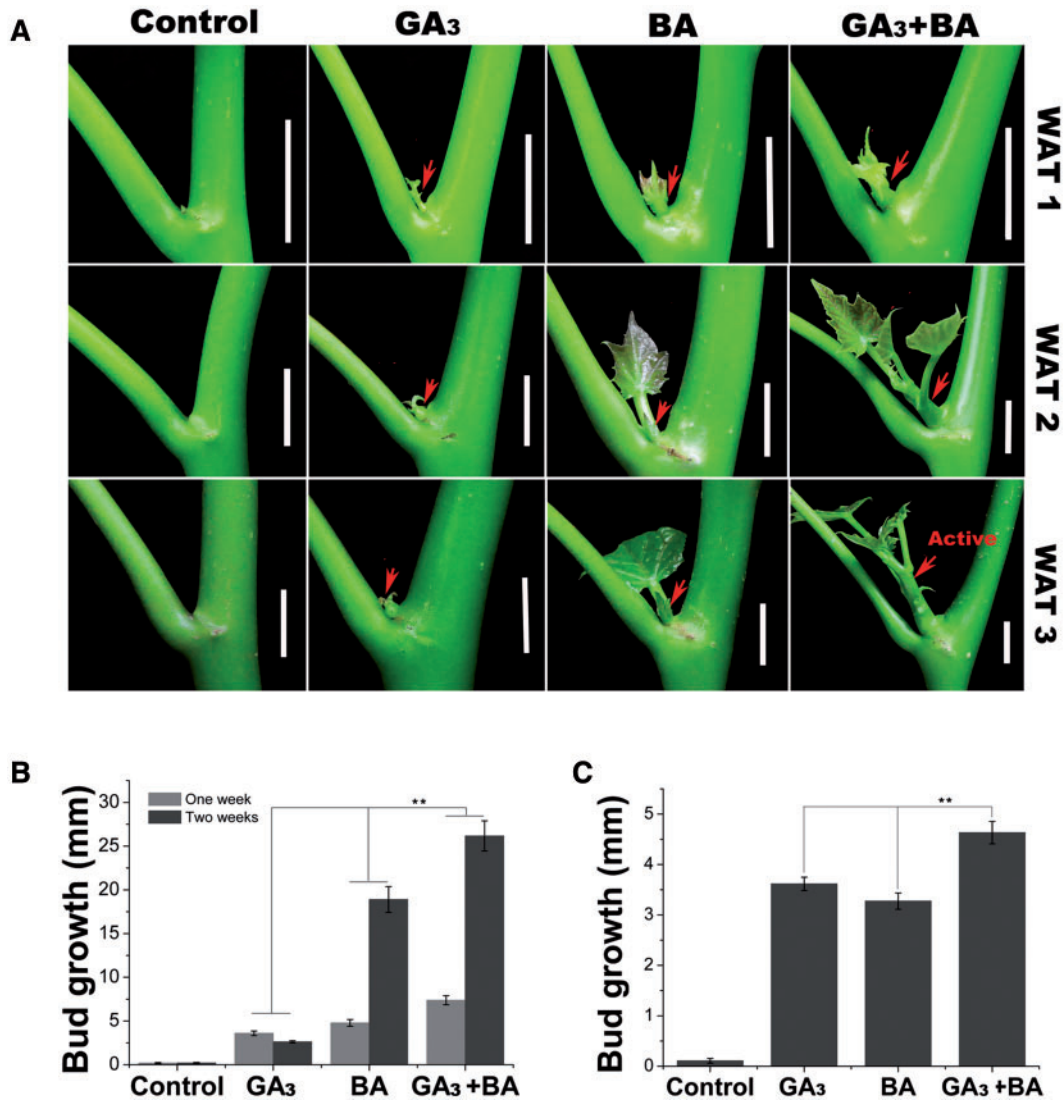 A
Control
GA₃
BA
GA₃+BA
WAT 1
WAT 2
WAT 3
Active
B
Bud growth (mm)
30
25
20
15
10
5
0
One week
Two weeks
**
Control
GA₃
BA
GA₃+BA
C
Bud growth (mm)
5
4
3
2
1
0
**
Control
GA₃
BA
GA₃+BA